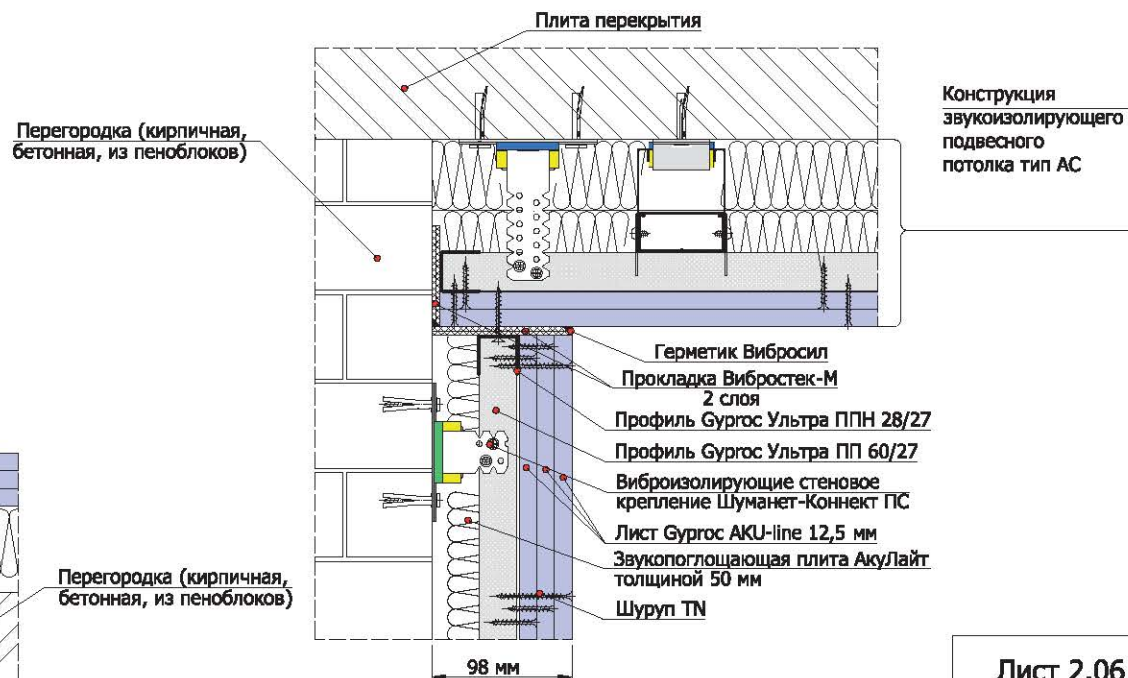 Плита перекрытия
Перегородка (кирпичная,
бетонная, из пеноблоков)
Конструкция
звукоизолирующего
подвесного
потолка тип АС
Герметик Вибросил
Прокладка Вибростек-М
2 слоя
Профиль Gyproc Ультра ППН 28/27
Профиль Gyproc Ультра ПП 60/27
Виброизолирующие стеновое
крепление Шуманет-Коннект ПС
Лист Gyproc AKU-line 12,5 мм
Звукопоглощающая плита АкуЛайт
толщиной 50 мм
Шуруп TN
Перегородка (кирпичная,
бетонная, из пеноблоков)
98 мм
Лист 2.06